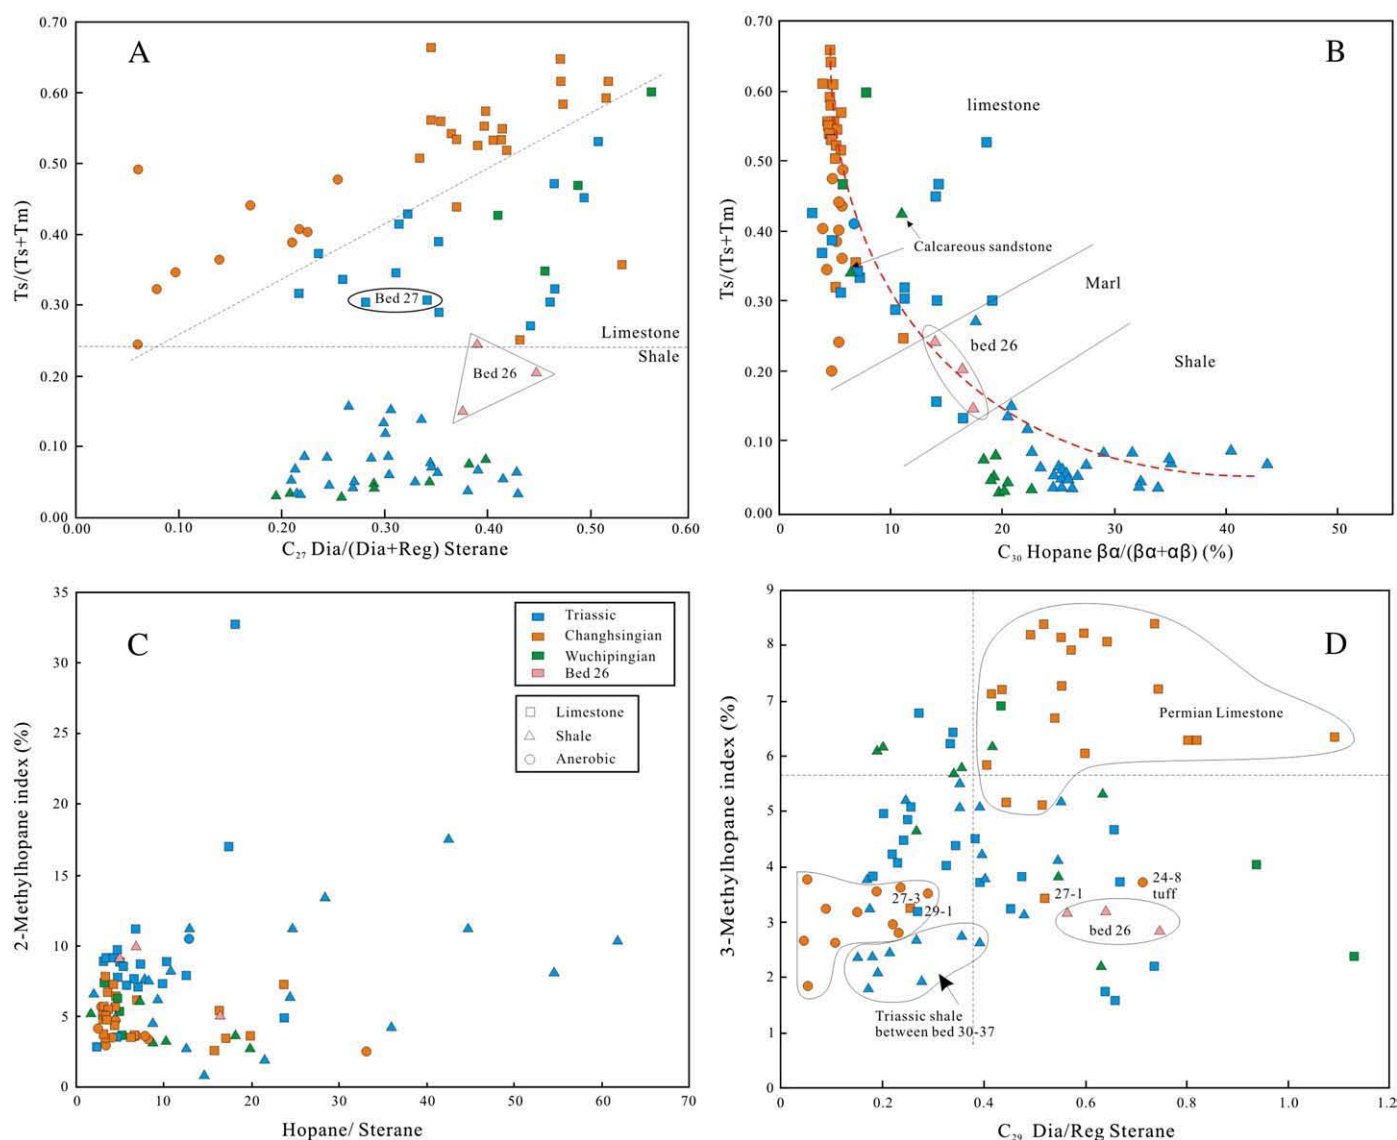 A
0.70
0.60
0.50
0.40
0.30
0.20
0.10
0.00
Ts/(Ts+Tm)
Bed 27
Limestone
Shale
Bed 26
0.00
0.10
0.20
0.30
0.40
0.50
0.60
C₂₇ Dia/(Dia+Reg) Sterane
B
0.70
0.60
0.50
0.40
0.30
0.20
0.10
0.00
Ts/(Ts+Tm)
limestone
Calcareous sandstone
Marl
bed 26
Shale
0
10
20
30
40
50
C₃₀ Hopane βα/(βα+αβ) (%)
C
35
30
25
20
15
10
5
0
2-Methylhopane index (%)
Triassic
Changhsingian
Wuchipingian
Bed 26
Limestone
Shale
Anerobic
0
10
20
30
40
50
60
70
Hopane/ Sterane
D
9
8
7
6
5
4
3
2
1
0
3-Methylhopane index (%)
Permian Limestone
27-3
29-1
27-1
24-8
tuff
bed 26
Triassic shale
between bed 30-37
0
0.2
0.4
0.6
0.8
1.0
1.2
C₂₉ Dia/Reg Sterane